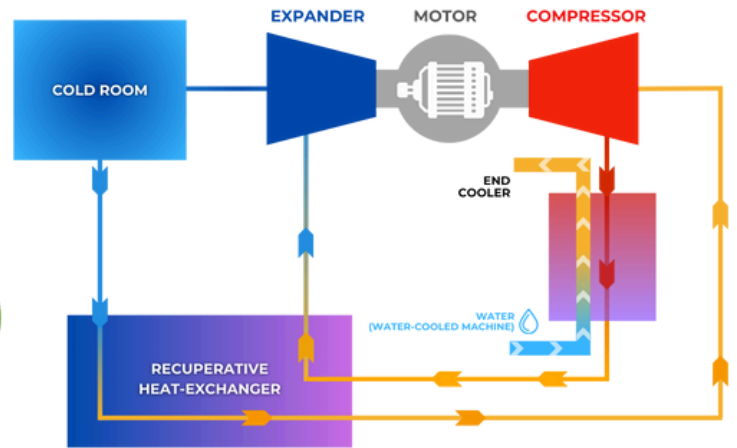 EXPANDER
MOTOR
COMPRESSOR
COLD ROOM
END
COOLER
WATER
(WATER-COOLED MACHINE)
RECUPERATIVE
HEAT-EXCHANGER